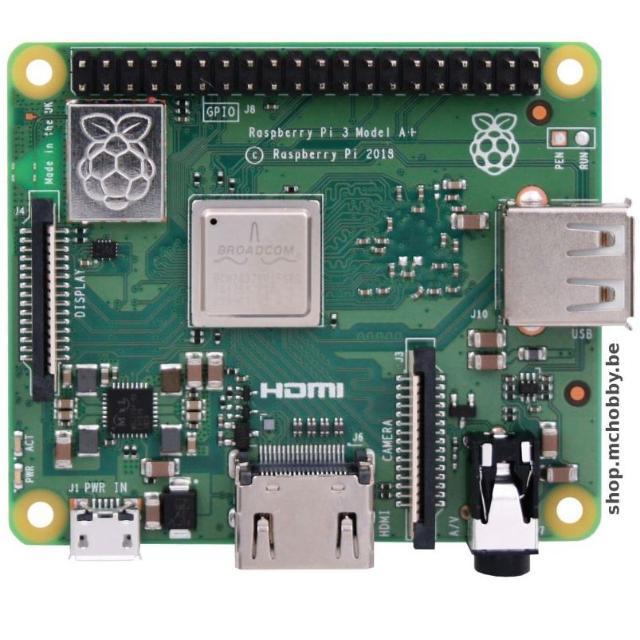 GPIO J8
Raspberry Pi 3 Model A+
© Raspberry Pi 2018
Made in the UK
PEN
RUN
J4
DISPLAY
BROADCOM
J10
USB
HDMI
J3
CAMERA
J6
HDMI
A/V
ACT
PWR
J1 PWR IN
shop.mchobby.be